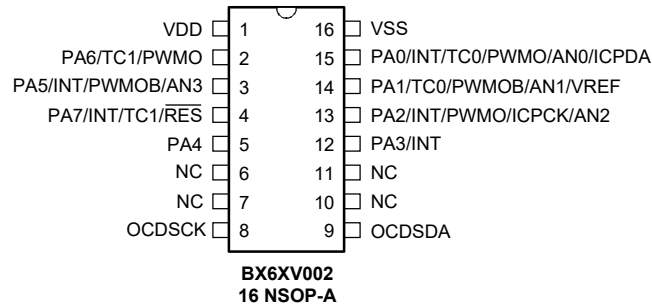 VDD 1 16 VSS
PA6/TC1/PWMO 2 15 PA0/INT/TC0/PWMO/AN0/ICPDA
PA5/INT/PWMOB/AN3 3 14 PA1/TC0/PWMOB/AN1/VREF
PA7/INT/TC1/RES 4 13 PA2/INT/PWMO/ICPCK/AN2
PA4 5 12 PA3/INT
NC 6 11 NC
NC 7 10 NC
OCDSCK 8 9 OCDSDA
BX6XV002
16 NSOP-A